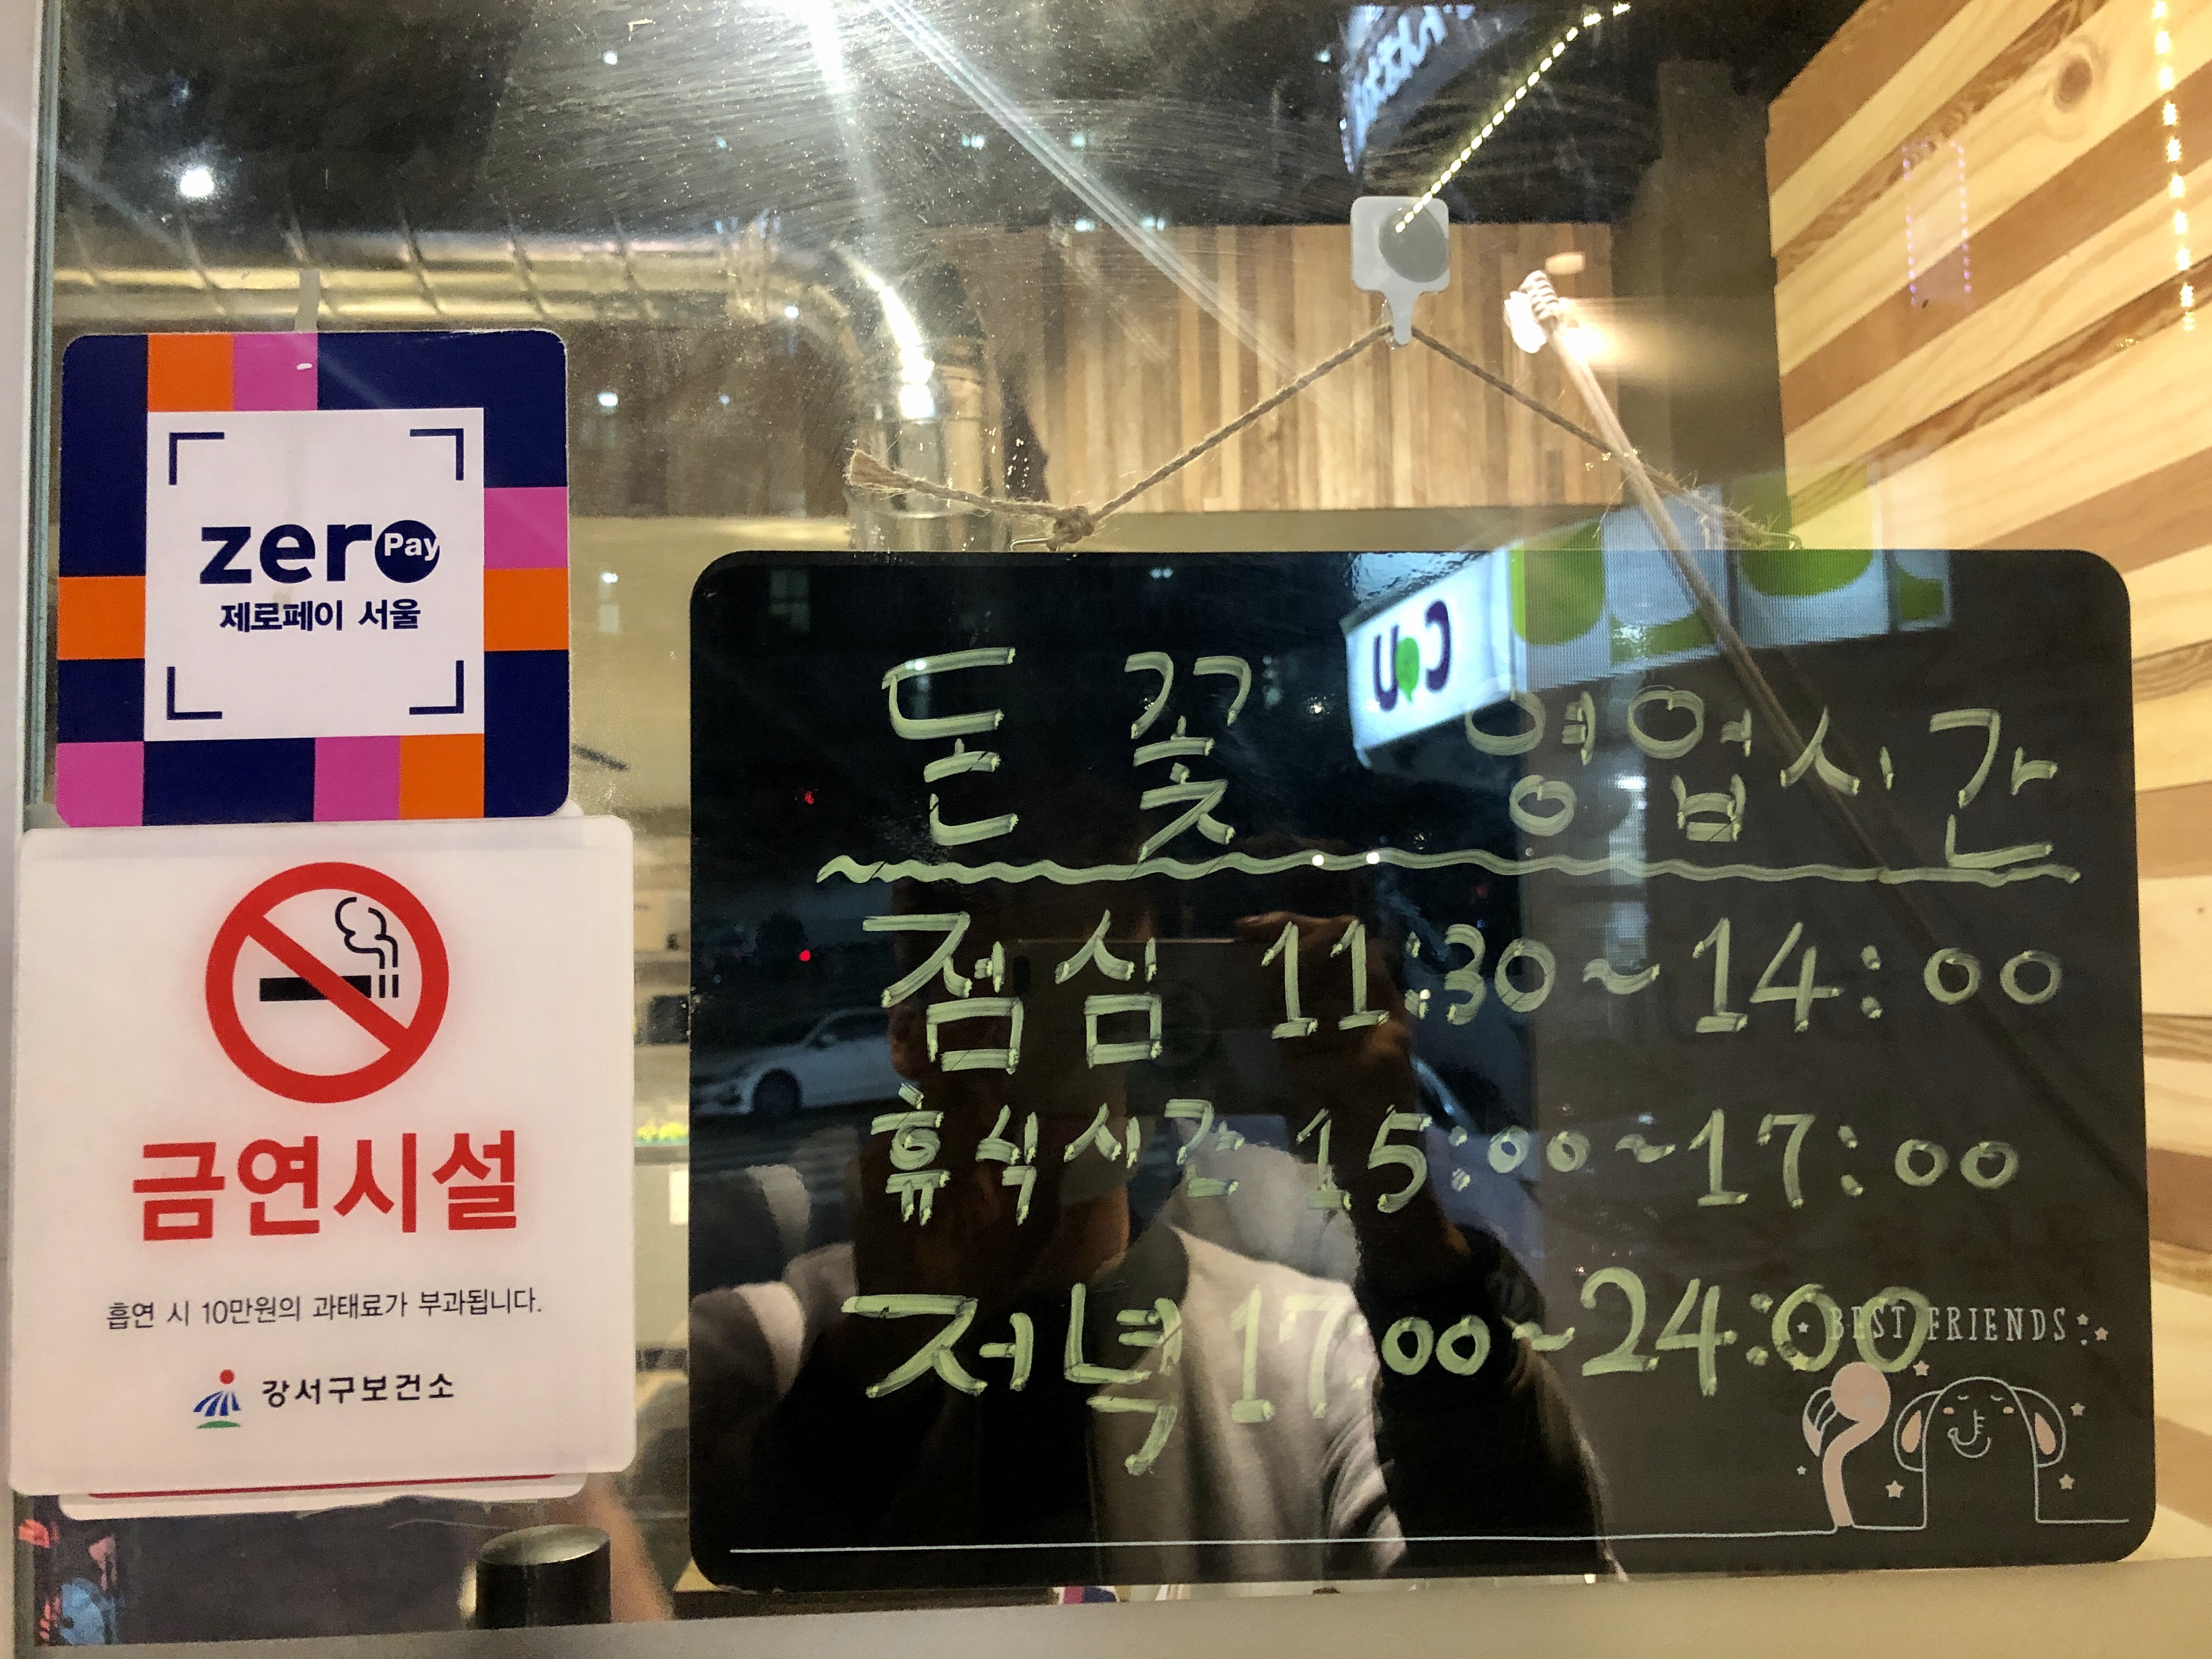 zero Pay
제로페이 서울
금연시설
흡연 시 10만원의 과태료가 부과됩니다.
강서구보건소
돈꽃 영업시간
점심 11:30~14:00
휴식시간 15:00~17:00
저녁 17:00~24:00
BEST FRIENDS
CU